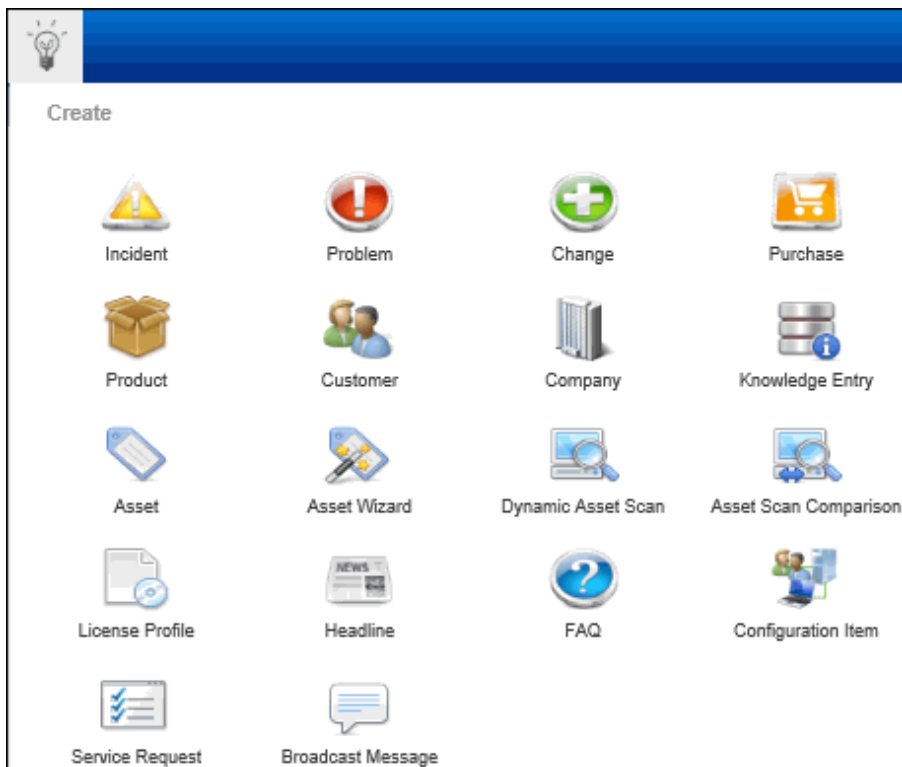 Create
Incident
Problem
Change
Purchase
Product
Customer
Company
Knowledge Entry
Asset
Asset Wizard
Dynamic Asset Scan
Asset Scan Comparison
NEWS
License Profile
Headline
FAQ
Configuration Item
Service Request
Broadcast Message